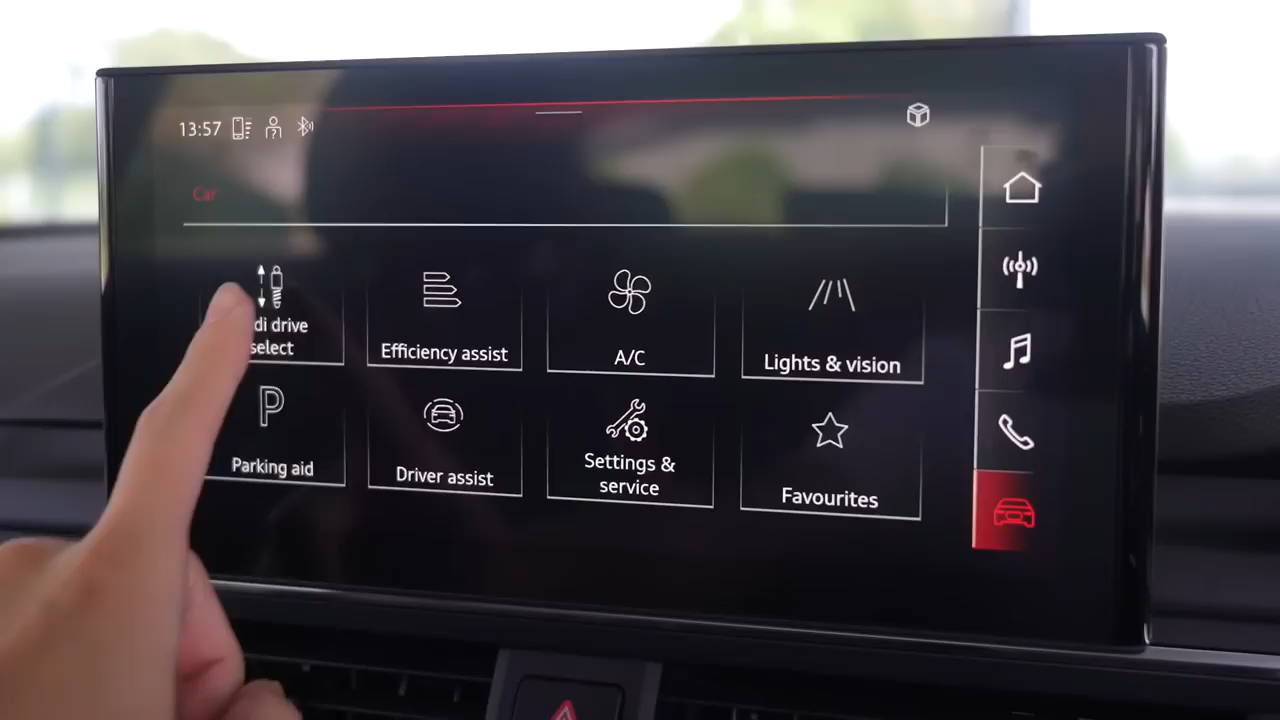 13:57
Car
di drive
select
Efficiency assist
A/C
Lights & vision
P
Parking aid
Driver assist
Settings &
service
Favourites